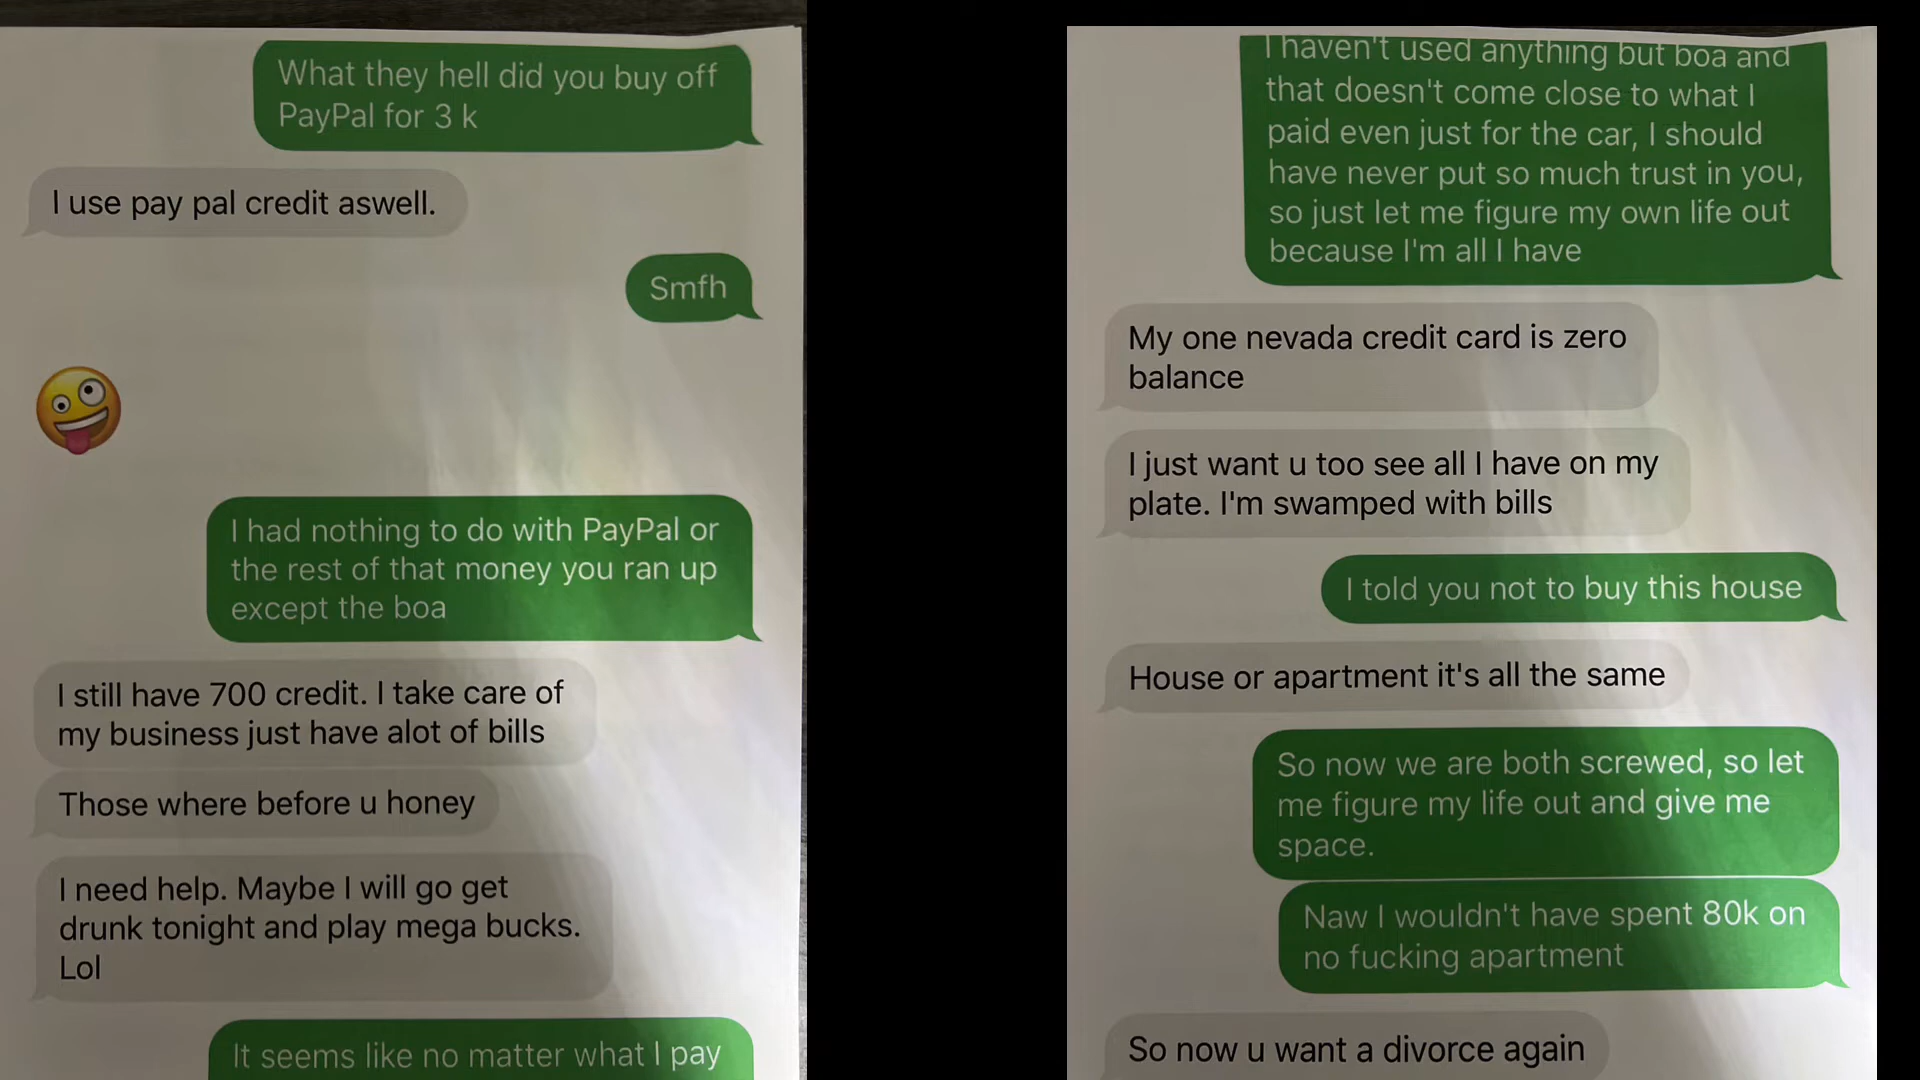 What they hell did you buy off
PayPal for 3 k
I use pay pal credit aswell.
Smfh
I had nothing to do with PayPal or
the rest of that money you ran up
except the boa
I still have 700 credit. I take care of
my business just have alot of bills
Those where before u honey
I need help. Maybe I will go get
drunk tonight and play mega bucks.
Lol
It seems like no matter what I pay
I haven't used anything but boa and
that doesn't come close to what I
paid even just for the car, I should
have never put so much trust in you,
so just let me figure my own life out
because I'm all I have
My one nevada credit card is zero
balance
I just want u too see all I have on my
plate. I'm swamped with bills
I told you not to buy this house
House or apartment it's all the same
So now we are both screwed, so let
me figure my life out and give me
space.
Naw I wouldn't have spent 80k on
no fucking apartment
So now u want a divorce again